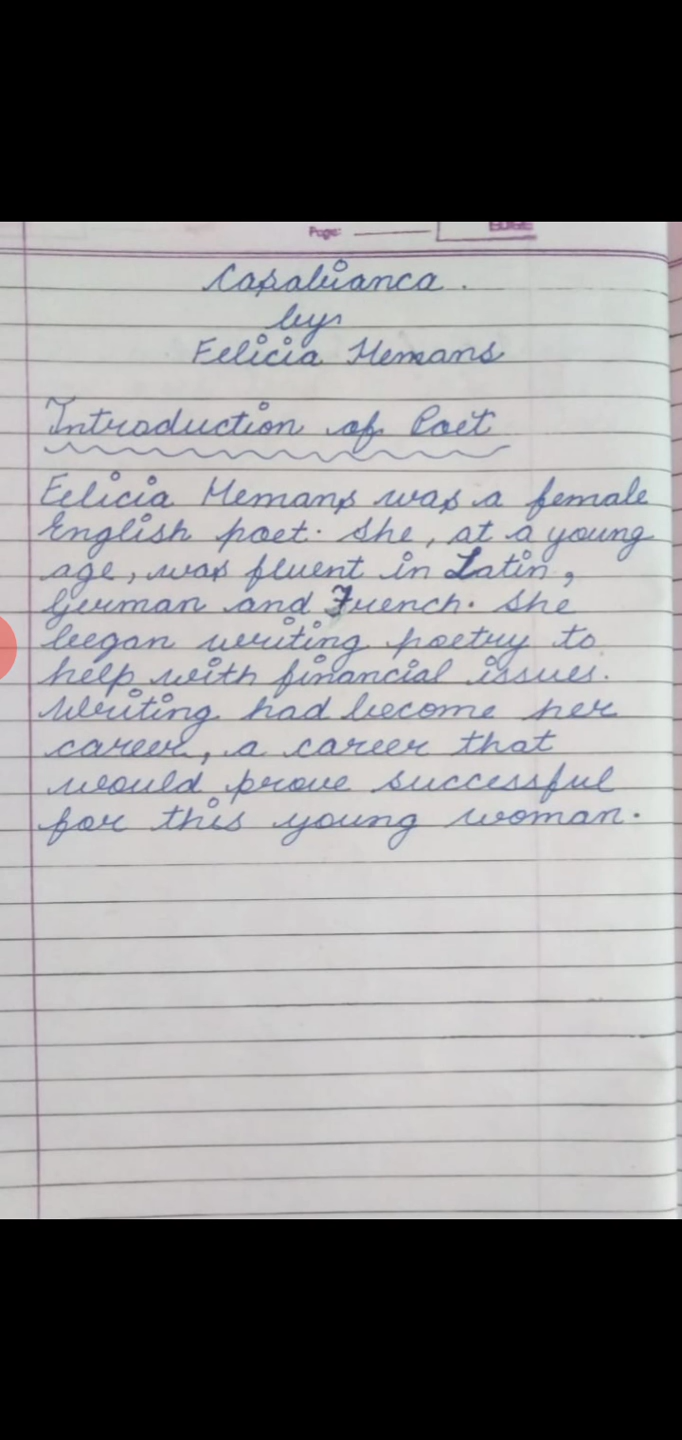 Page:
Casabianca.
by
Felicia Hemans
Introduction of Poet
Felicia Hemans was a female
English poet. She, at a young
age, was fluent in Latin,
German and French. She
began writing poetry to
help with financial issues.
Writing had become her
career, a career that
would prove successful
for this young woman.